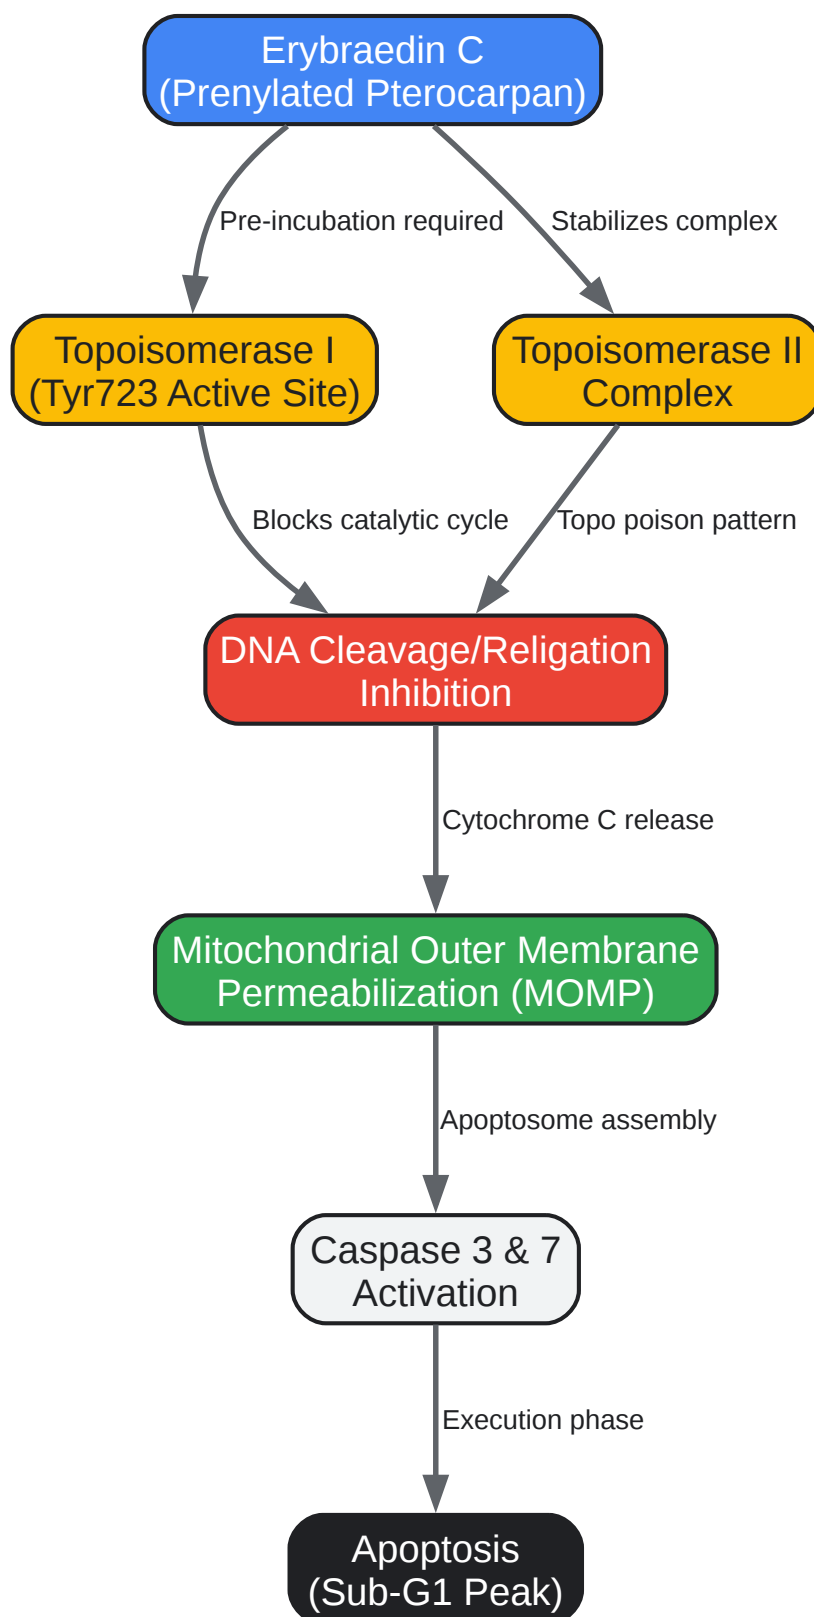 Erybraedin C
(Prenylated Pterocarpan)
Pre-incubation required
Stabilizes complex
Topoisomerase I
(Tyr723 Active Site)
Topoisomerase II
Complex
Blocks catalytic cycle
Topo poison pattern
DNA Cleavage/Religation
Inhibition
Cytochrome C release
Mitochondrial Outer Membrane
Permeabilization (MOMP)
Apoptosome assembly
Caspase 3 & 7
Activation
Execution phase
Apoptosis
(Sub-G1 Peak)